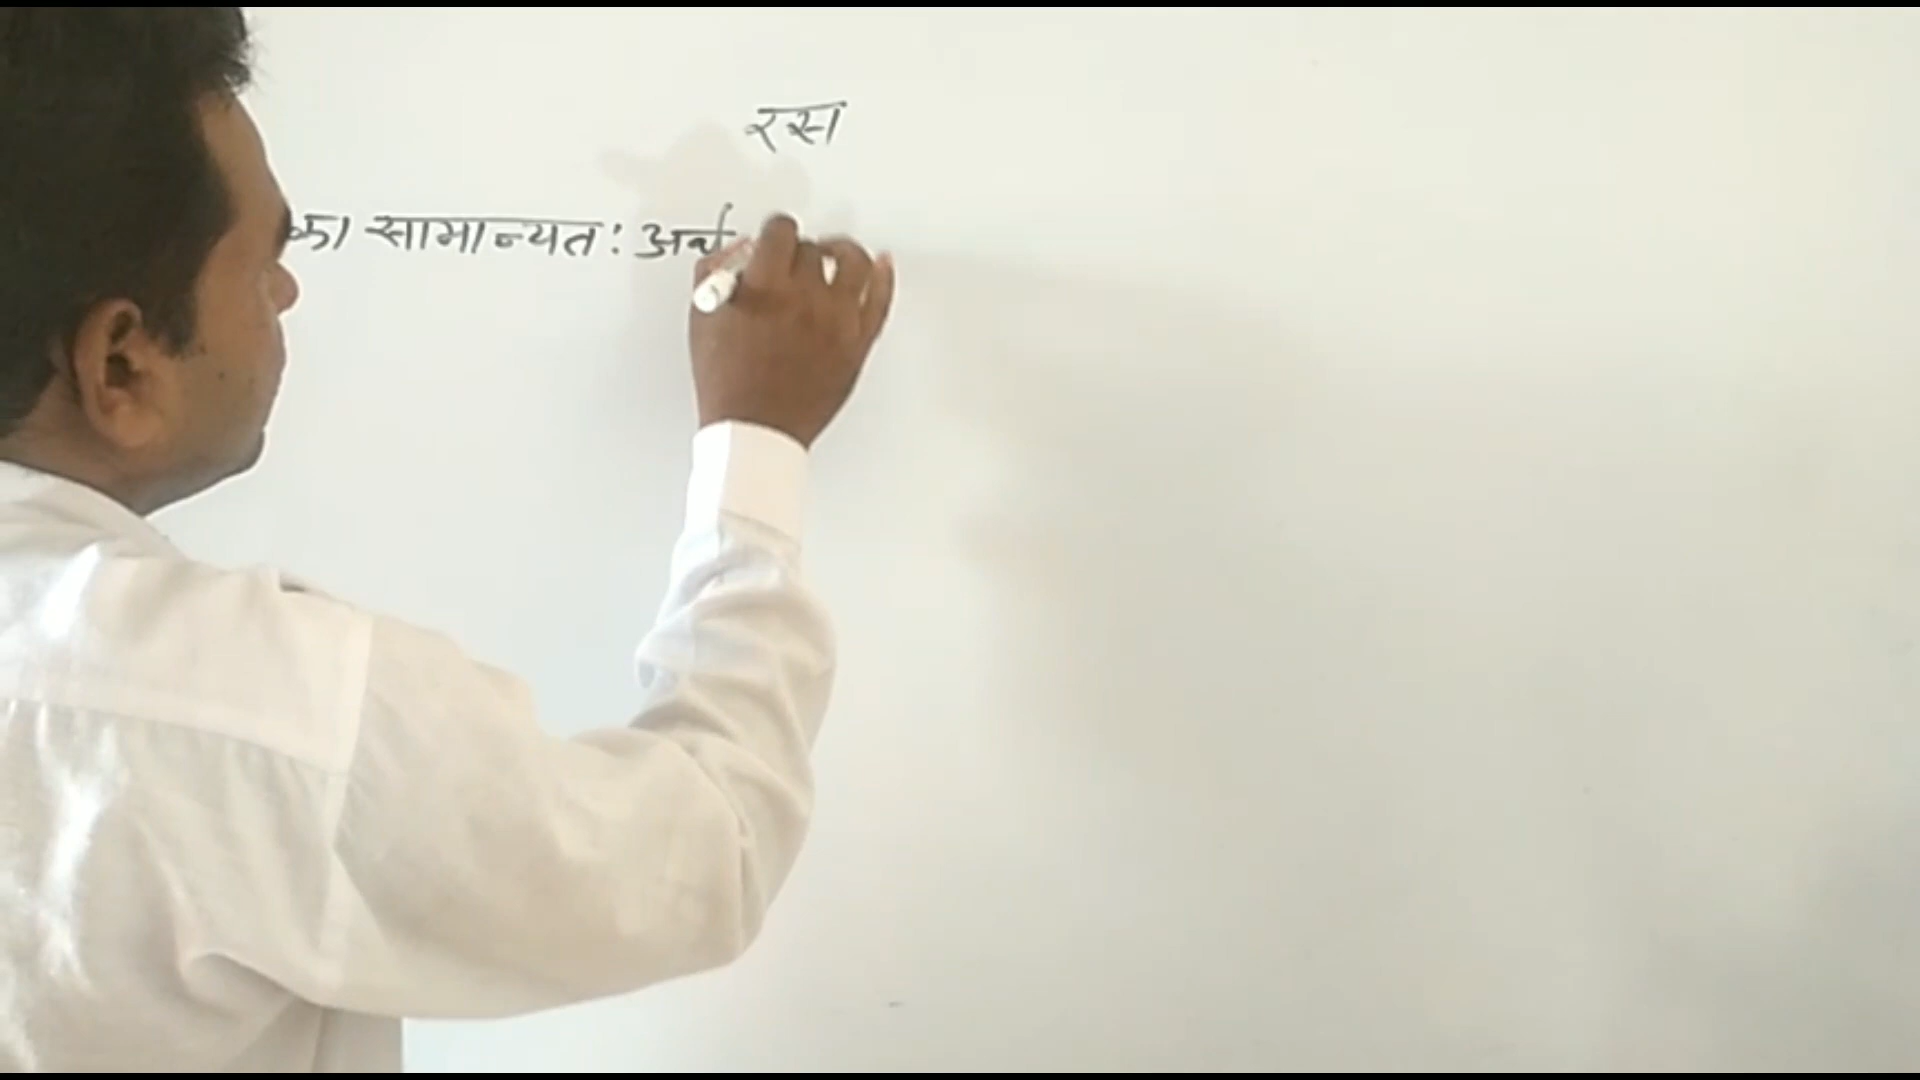 रस
का सामान्यत: अर्थ